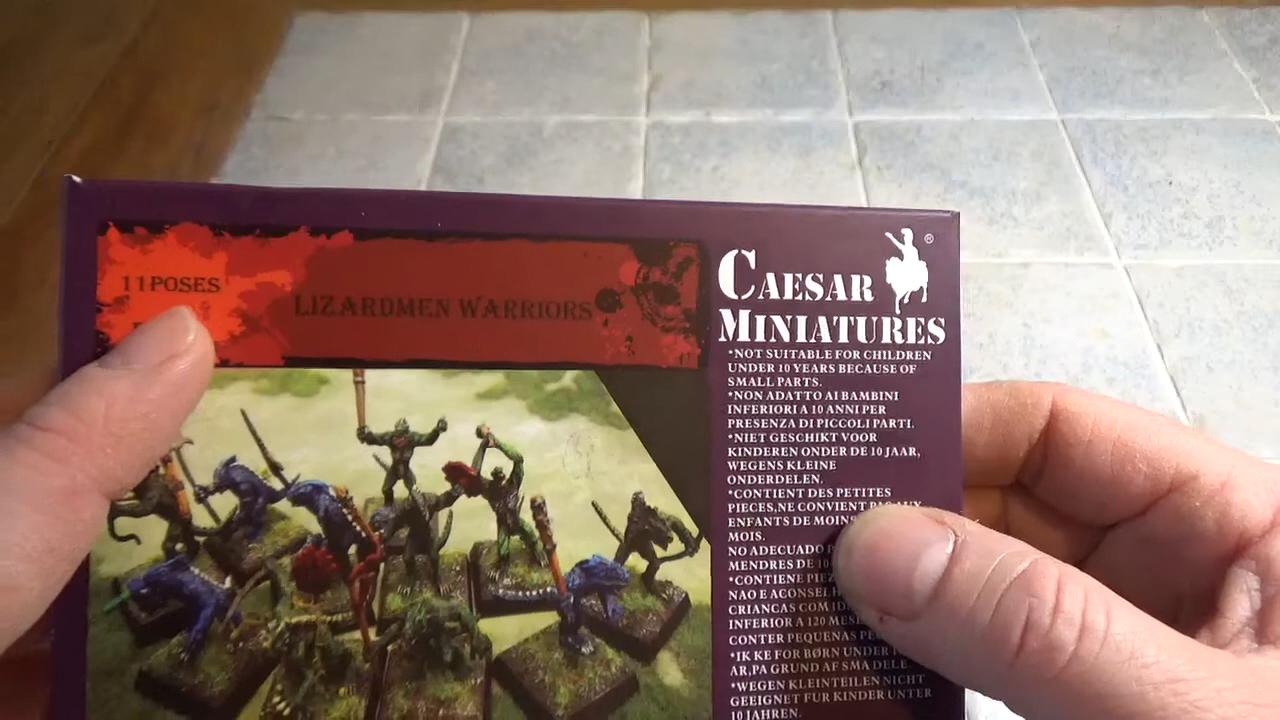 11 POSES
LIZARDMEN WARRIORS
CAESAR ®
MINIATURES
*NOT SUITABLE FOR CHILDREN
UNDER 10 YEARS BECAUSE OF
SMALL PARTS.
*NON ADATTO AI BAMBINI
INFERIORI A 10 ANNI PER
PRESENZA DI PICCOLI PARTI.
*NIET GESCHIKT VOOR
KINDEREN ONDER DE 10 JAAR,
WEGENS KLEINE
ONDERDELEN.
*CONTIENT DES PETITES
PIECES,NE CONVIENT PAS AUX
ENFANTS DE MOINS
MOIS.
NO ADECUADO
MENDRES DE 10
*CONTIENE
NAO E
CRIANCAS COM
INFERIOR A 120
CONTER PEQUENAS
*IK KE FOR BØRN UNDER
AR,PA GRUND AF SMA DELE.
*WEGEN KLEINTEILEN NICHT
GEEIGNET FUR KINDER UNTER
10 JAHREN.